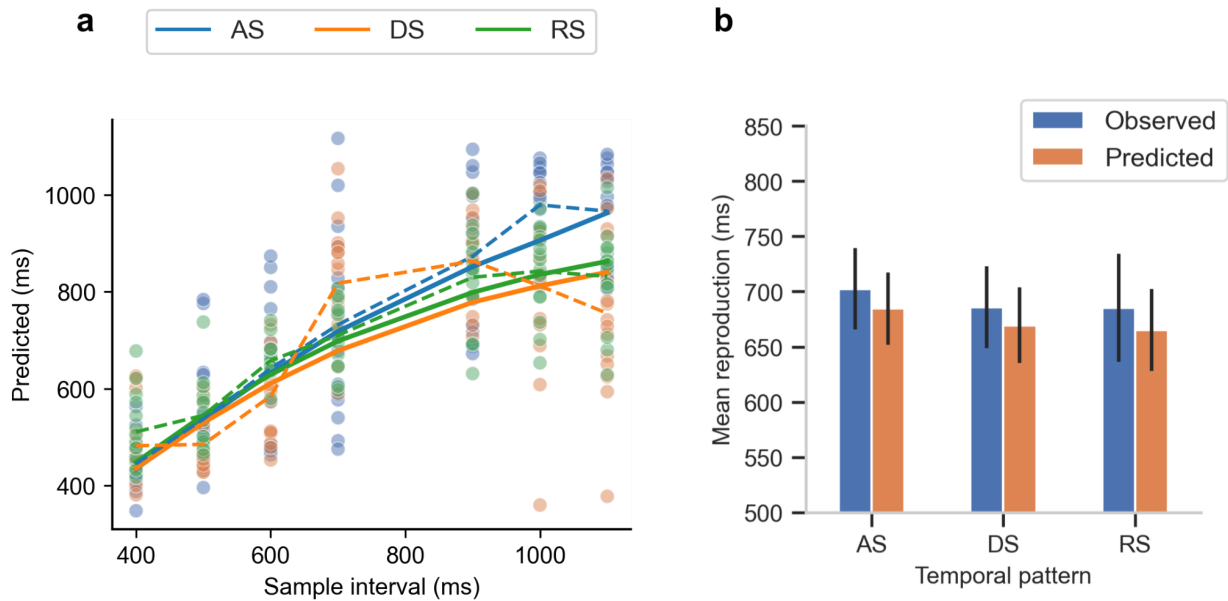 a
AS DS RS
Predicted (ms)
1000
800
600
400
400 600 800 1000
Sample interval (ms)
b
Observed
Predicted
Mean reproduction (ms)
850
800
750
700
650
600
550
500
AS DS RS
Temporal pattern